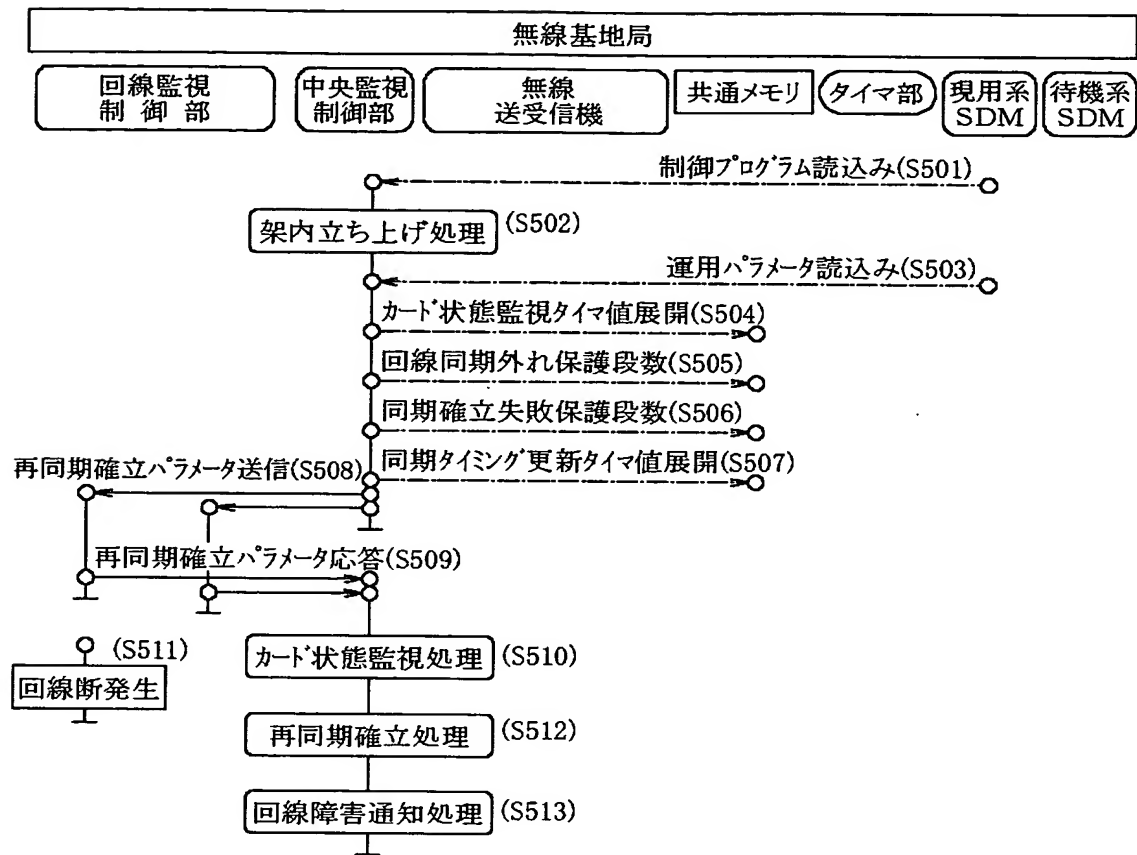 無線基地局
回線監視
制御部
中央監視
制御部
無線
送受信機
共通メモリ
タイマ部
現用系
SDM
待機系
SDM
制御プログラム読込み(S501)
架内立ち上げ処理
(S502)
運用パラメータ読込み(S503)
カード状態監視タイマ値展開(S504)
回線同期外れ保護段数(S505)
同期確立失敗保護段数(S506)
同期タイミング更新タイマ値展開(S507)
再同期確立パラメータ送信(S508)
再同期確立パラメータ応答(S509)
カード状態監視処理
(S510)
(S511)
回線断発生
再同期確立処理
(S512)
回線障害通知処理
(S513)